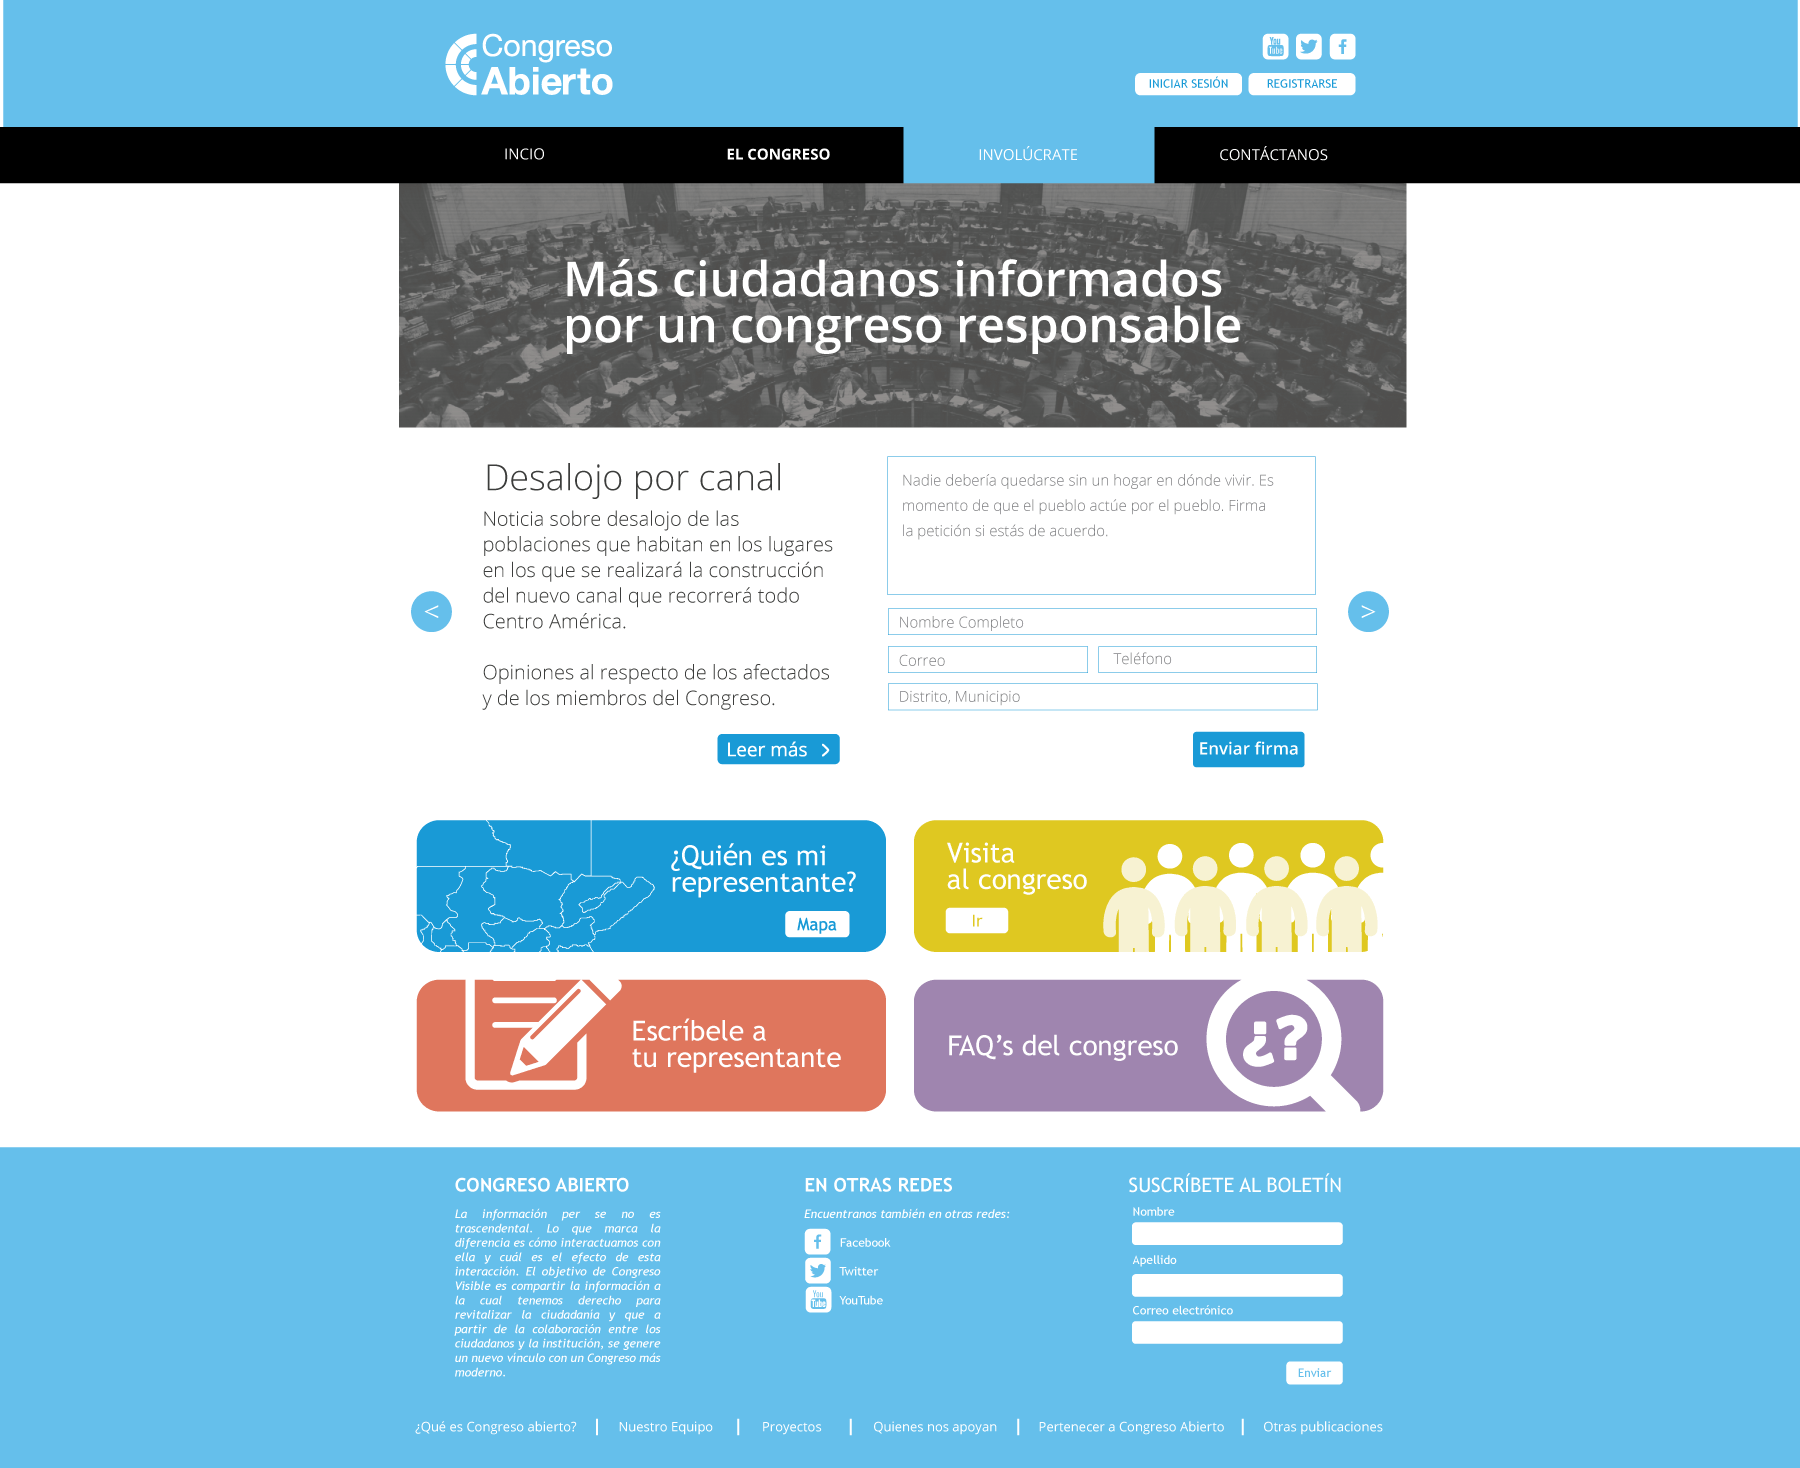 Congreso
Abierto
You
Tube
INICIAR SESIÓN
REGISTRARSE
INCIO
EL CONGRESO
INVOLÚCRATE
CONTÁCTANOS
Más ciudadanos informados
por un congreso responsable
Desalojo por canal
Noticia sobre desalojo de las
poblaciones que habitan en los lugares
en los que se realizará la construcción
del nuevo canal que recorrerá todo
Centro América.
Opiniones al respecto de los afectados
y de los miembros del Congreso.
Leer más >
<
Nadie debería quedarse sin un hogar en dónde vivir. Es
momento de que el pueblo actúe por el pueblo. Firma
la petición si estás de acuerdo.
Nombre Completo
Correo
Teléfono
Distrito, Municipio
Enviar firma
>
¿Quién es mi
representante?
Mapa
Visita
al congreso
Ir
Escríbele a
tu representante
FAQ’s del congreso
¿?
CONGRESO ABIERTO
La información per se no es
trascendental. Lo que marca la
diferencia es cómo interactuamos con
ella y cuál es el efecto de esta
interacción. El objetivo de Congreso
Visible es compartir la información a
la cual tenemos derecho para
revitalizar la ciudadanía y que a
partir de la colaboración entre los
ciudadanos y la institución, se genere
un nuevo vínculo con un Congreso más
moderno.
EN OTRAS REDES
Encuentranos también en otras redes:
Facebook
Twitter
You
Tube
YouTube
SUSCRÍBETE AL BOLETÍN
Nombre
Apellido
Correo electrónico
Enviar
¿Qué es Congreso abierto? | Nuestro Equipo | Proyectos | Quienes nos apoyan | Pertenecer a Congreso Abierto | Otras publicaciones